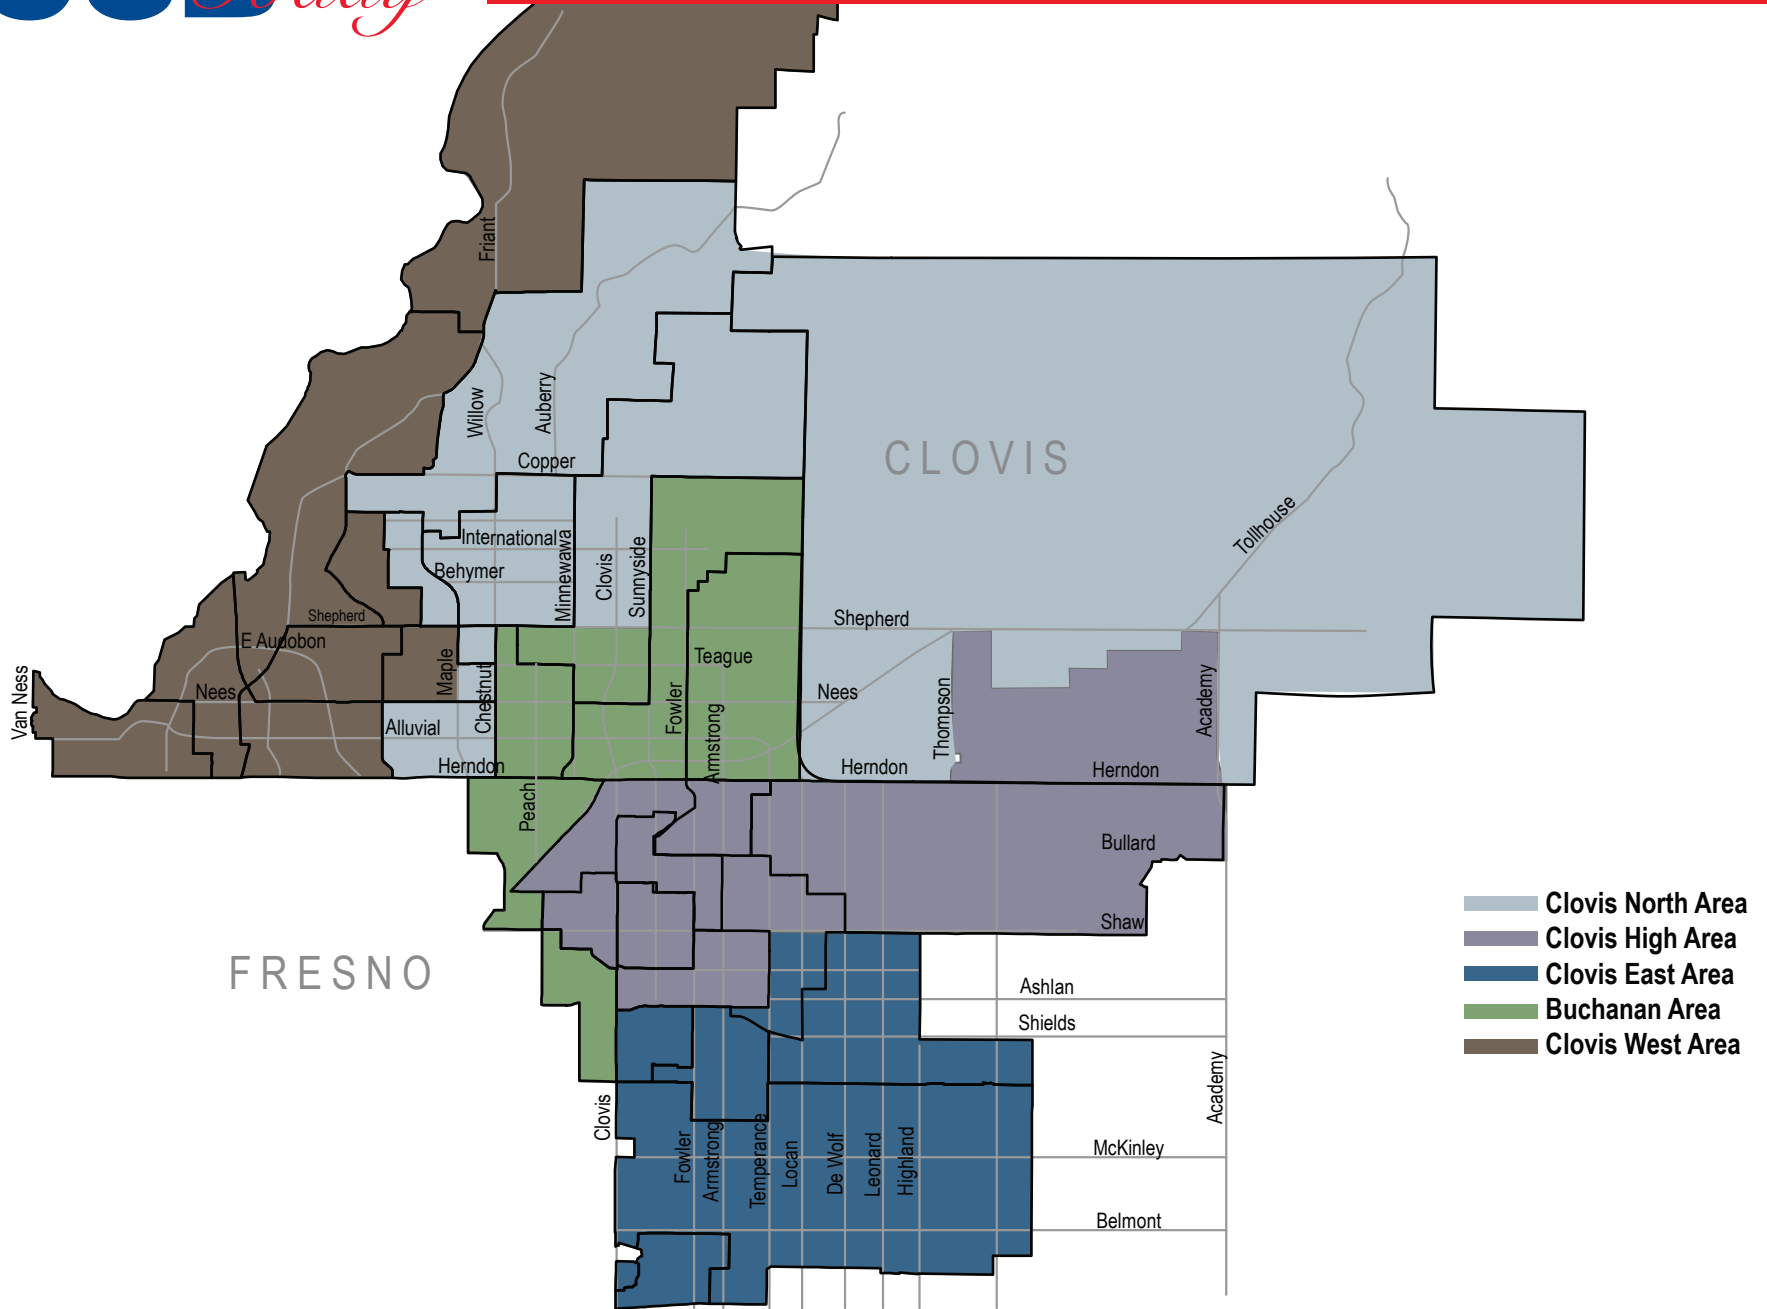 Friant
Willow
Auberry
Copper
CLOVIS
Tollhouse
International
Behymer
Minnewawa
Clovis
Sunnyside
Shepherd
Shepherd
E Audobon
Teague
Maple
Chestnut
Nees
Nees
Van Ness
Fowler
Armstrong
Thompson
Academy
Alluvial
Herndon
Herndon
Herndon
Peach
Bullard
Shaw
FRESNO
Clovis North Area
Clovis High Area
Clovis East Area
Buchanan Area
Clovis West Area
Ashlan
Shields
Clovis
Academy
Fowler
Armstrong
Temperance
Locan
De Wolf
Leonard
Highland
McKinley
Belmont